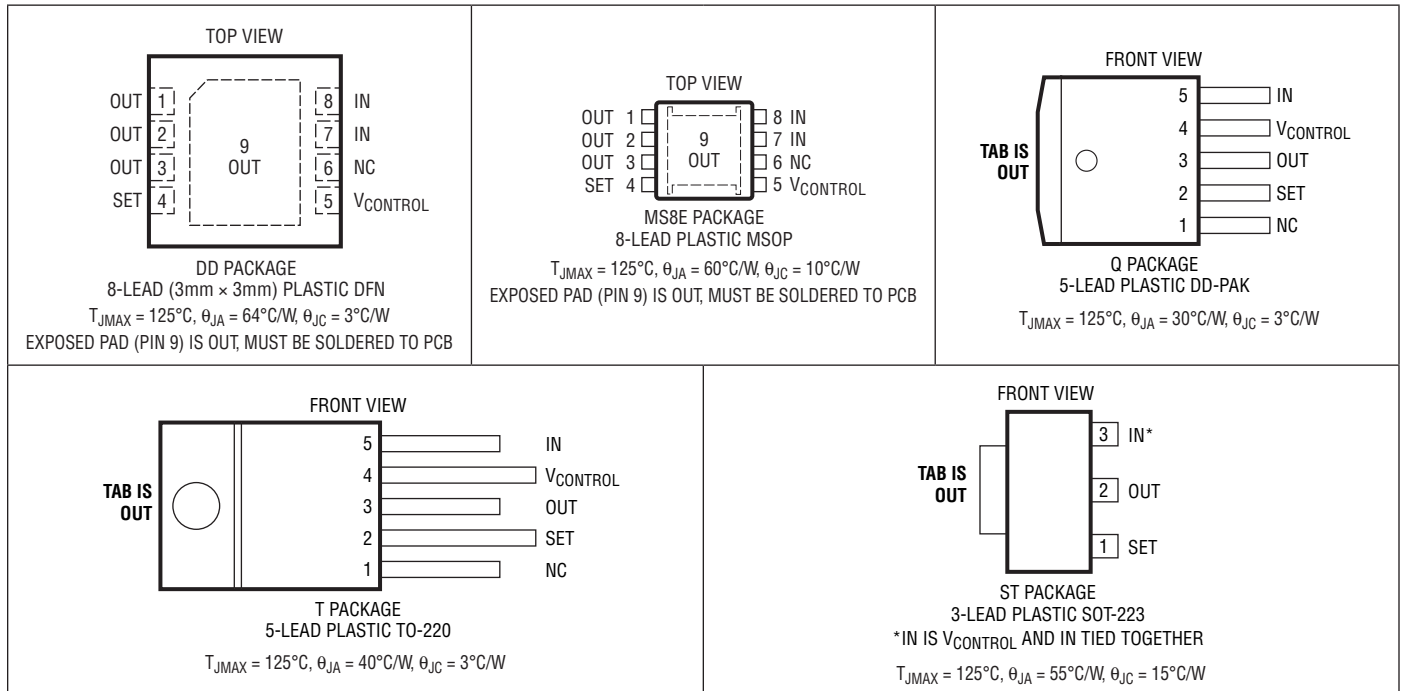 TOP VIEW
OUT 1
OUT 2
OUT 3
SET 4
9
OUT
8 IN
7 IN
6 NC
5 VCONTROL
DD PACKAGE
8-LEAD (3mm × 3mm) PLASTIC DFN
TJMAX = 125°C, θJA = 64°C/W, θJC = 3°C/W
EXPOSED PAD (PIN 9) IS OUT, MUST BE SOLDERED TO PCB
TOP VIEW
OUT 1
OUT 2
OUT 3
SET 4
9
OUT
8 IN
7 IN
6 NC
5 VCONTROL
MS8E PACKAGE
8-LEAD PLASTIC MSOP
TJMAX = 125°C, θJA = 60°C/W, θJC = 10°C/W
EXPOSED PAD (PIN 9) IS OUT, MUST BE SOLDERED TO PCB
FRONT VIEW
TAB IS
OUT
5 IN
4 VCONTROL
3 OUT
2 SET
1 NC
Q PACKAGE
5-LEAD PLASTIC DD-PAK
TJMAX = 125°C, θJA = 30°C/W, θJC = 3°C/W
FRONT VIEW
TAB IS
OUT
5 IN
4 VCONTROL
3 OUT
2 SET
1 NC
T PACKAGE
5-LEAD PLASTIC TO-220
TJMAX = 125°C, θJA = 40°C/W, θJC = 3°C/W
FRONT VIEW
TAB IS
OUT
3 IN*
2 OUT
1 SET
ST PACKAGE
3-LEAD PLASTIC SOT-223
*IN IS VCONTROL AND IN TIED TOGETHER
TJMAX = 125°C, θJA = 55°C/W, θJC = 15°C/W